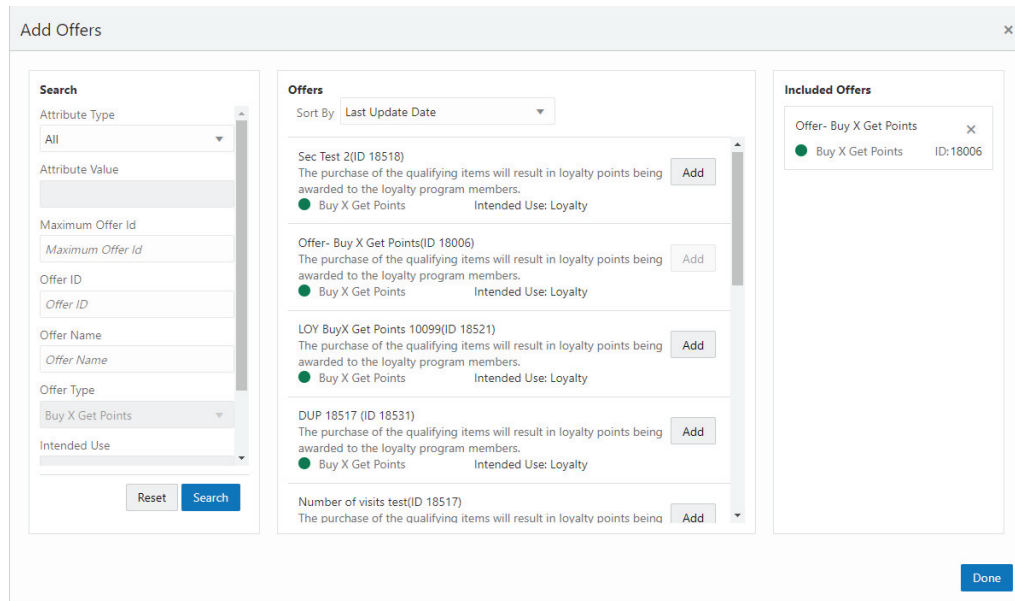 Add Offers
×
Search
Attribute Type
All
Attribute Value
Maximum Offer Id
Maximum Offer Id
Offer ID
Offer ID
Offer Name
Offer Name
Offer Type
Buy X Get Points
Intended Use
Reset
Search
Offers
Sort By Last Update Date
Sec Test 2(ID 18518)
The purchase of the qualifying items will result in loyalty points being
awarded to the loyalty program members.
Buy X Get Points Intended Use: Loyalty
Add
Offer- Buy X Get Points(ID 18006)
The purchase of the qualifying items will result in loyalty points being
awarded to the loyalty program members.
Buy X Get Points Intended Use: Loyalty
Add
LOY BuyX Get Points 10099(ID 18521)
The purchase of the qualifying items will result in loyalty points being
awarded to the loyalty program members.
Buy X Get Points Intended Use: Loyalty
Add
DUP 18517 (ID 18531)
The purchase of the qualifying items will result in loyalty points being
awarded to the loyalty program members.
Buy X Get Points Intended Use: Loyalty
Add
Number of visits test(ID 18517)
The purchase of the qualifying items will result in loyalty points being
Add
Included Offers
Offer- Buy X Get Points ×
Buy X Get Points ID:18006
Done